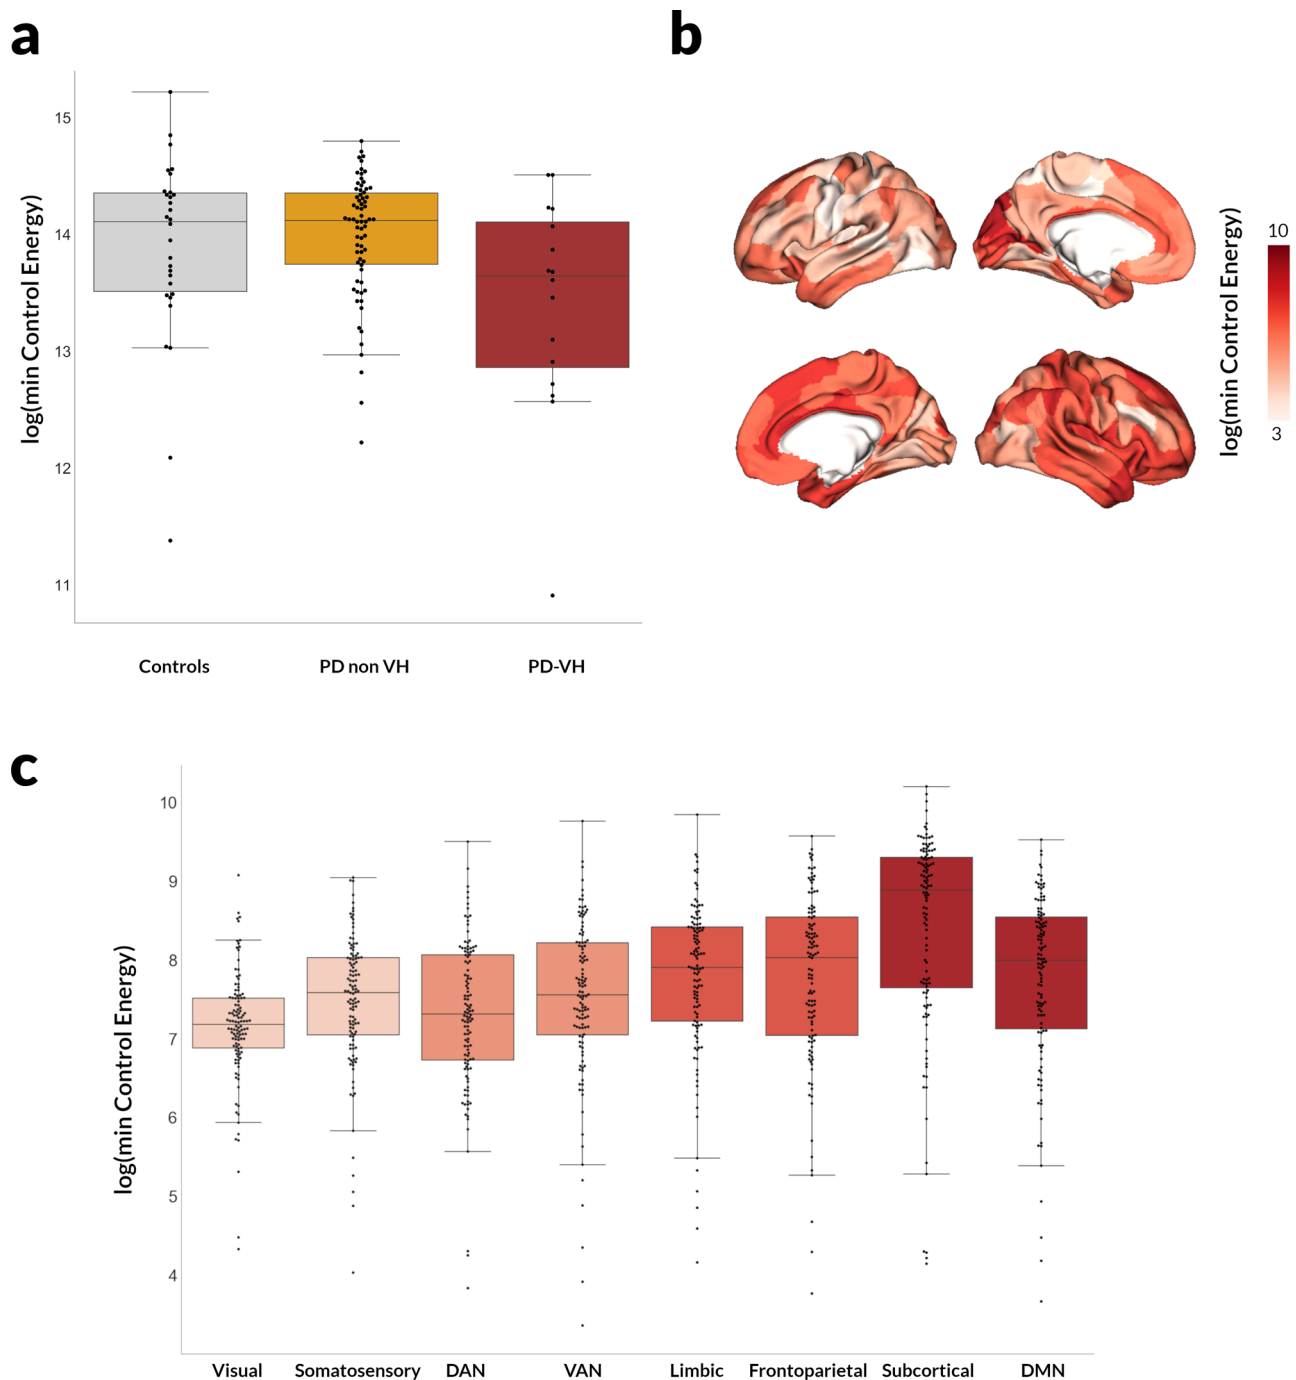 a
b
15
14
13
12
11
log(min Control Energy)
Controls
PD non VH
PD-VH
log(min Control Energy)
10
3
c
10
9
8
7
6
5
4
log(min Control Energy)
Visual
Somatosensory
DAN
VAN
Limbic
Frontoparietal
Subcortical
DMN